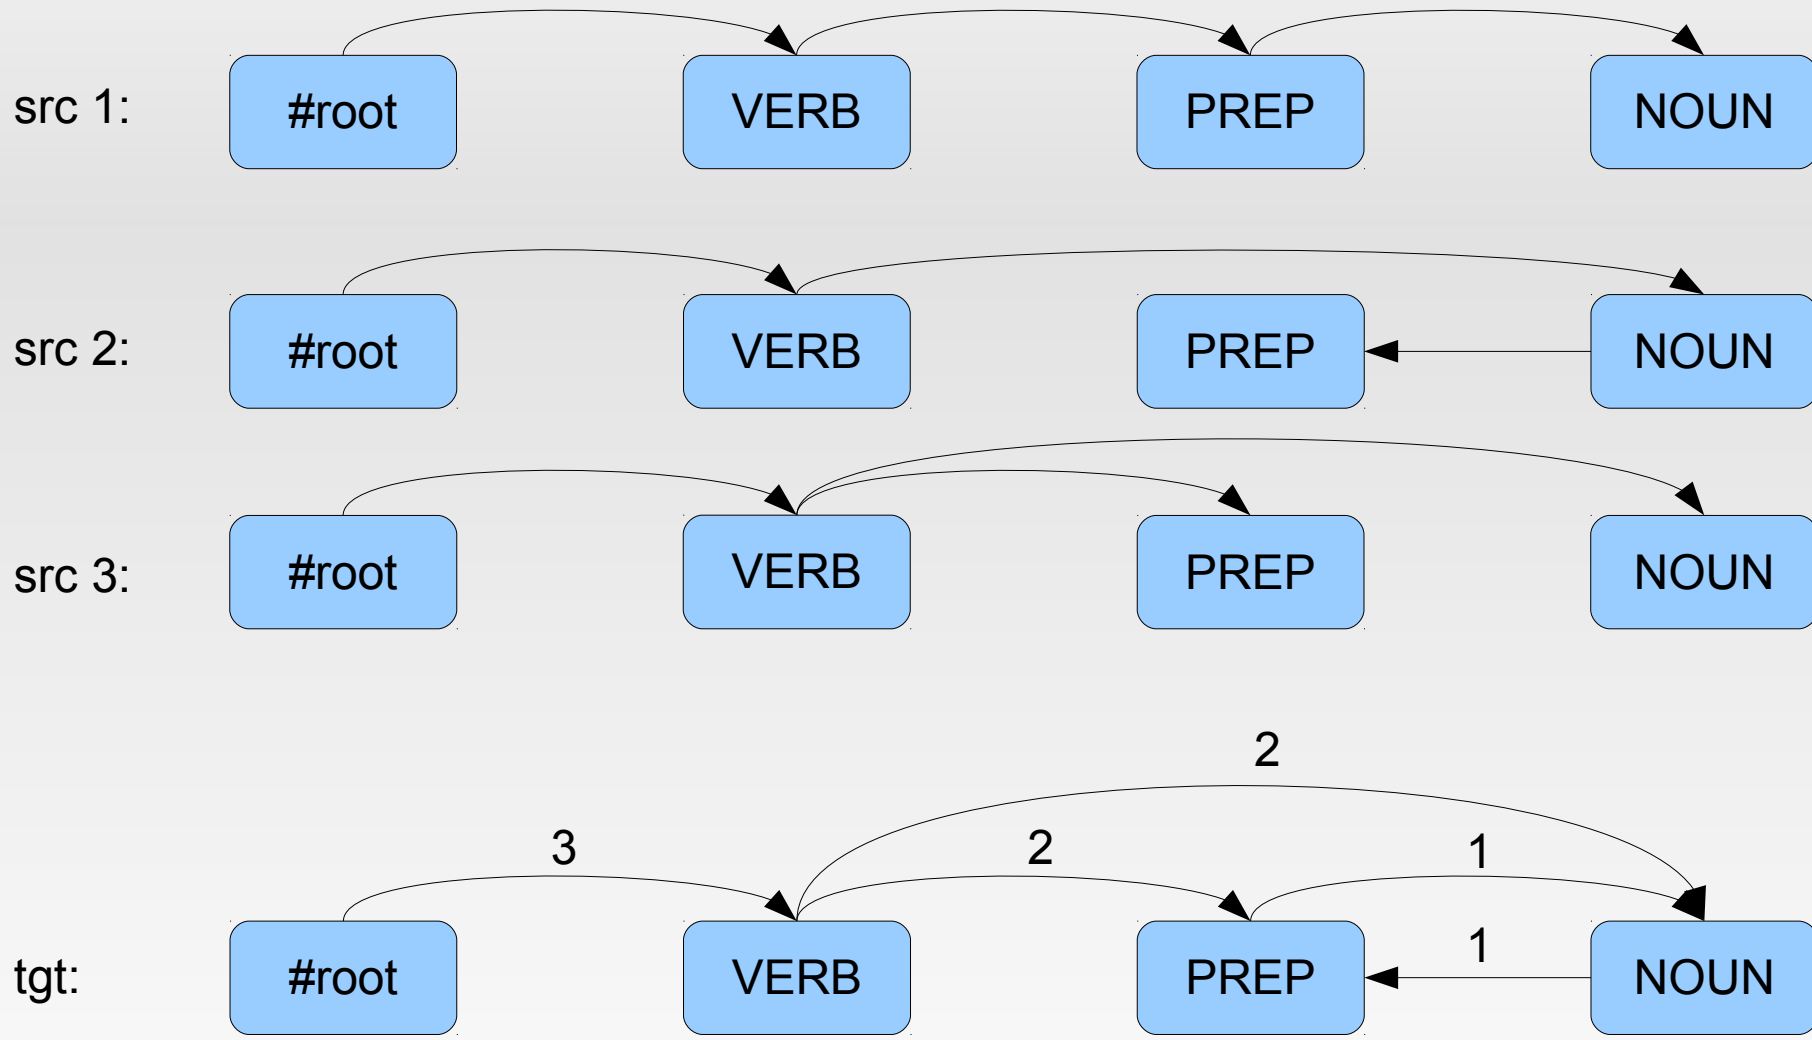 src 1: #root VERB PREP NOUN
src 2: #root VERB PREP NOUN
src 3: #root VERB PREP NOUN
2
3 2 1
1
tgt: #root VERB PREP NOUN